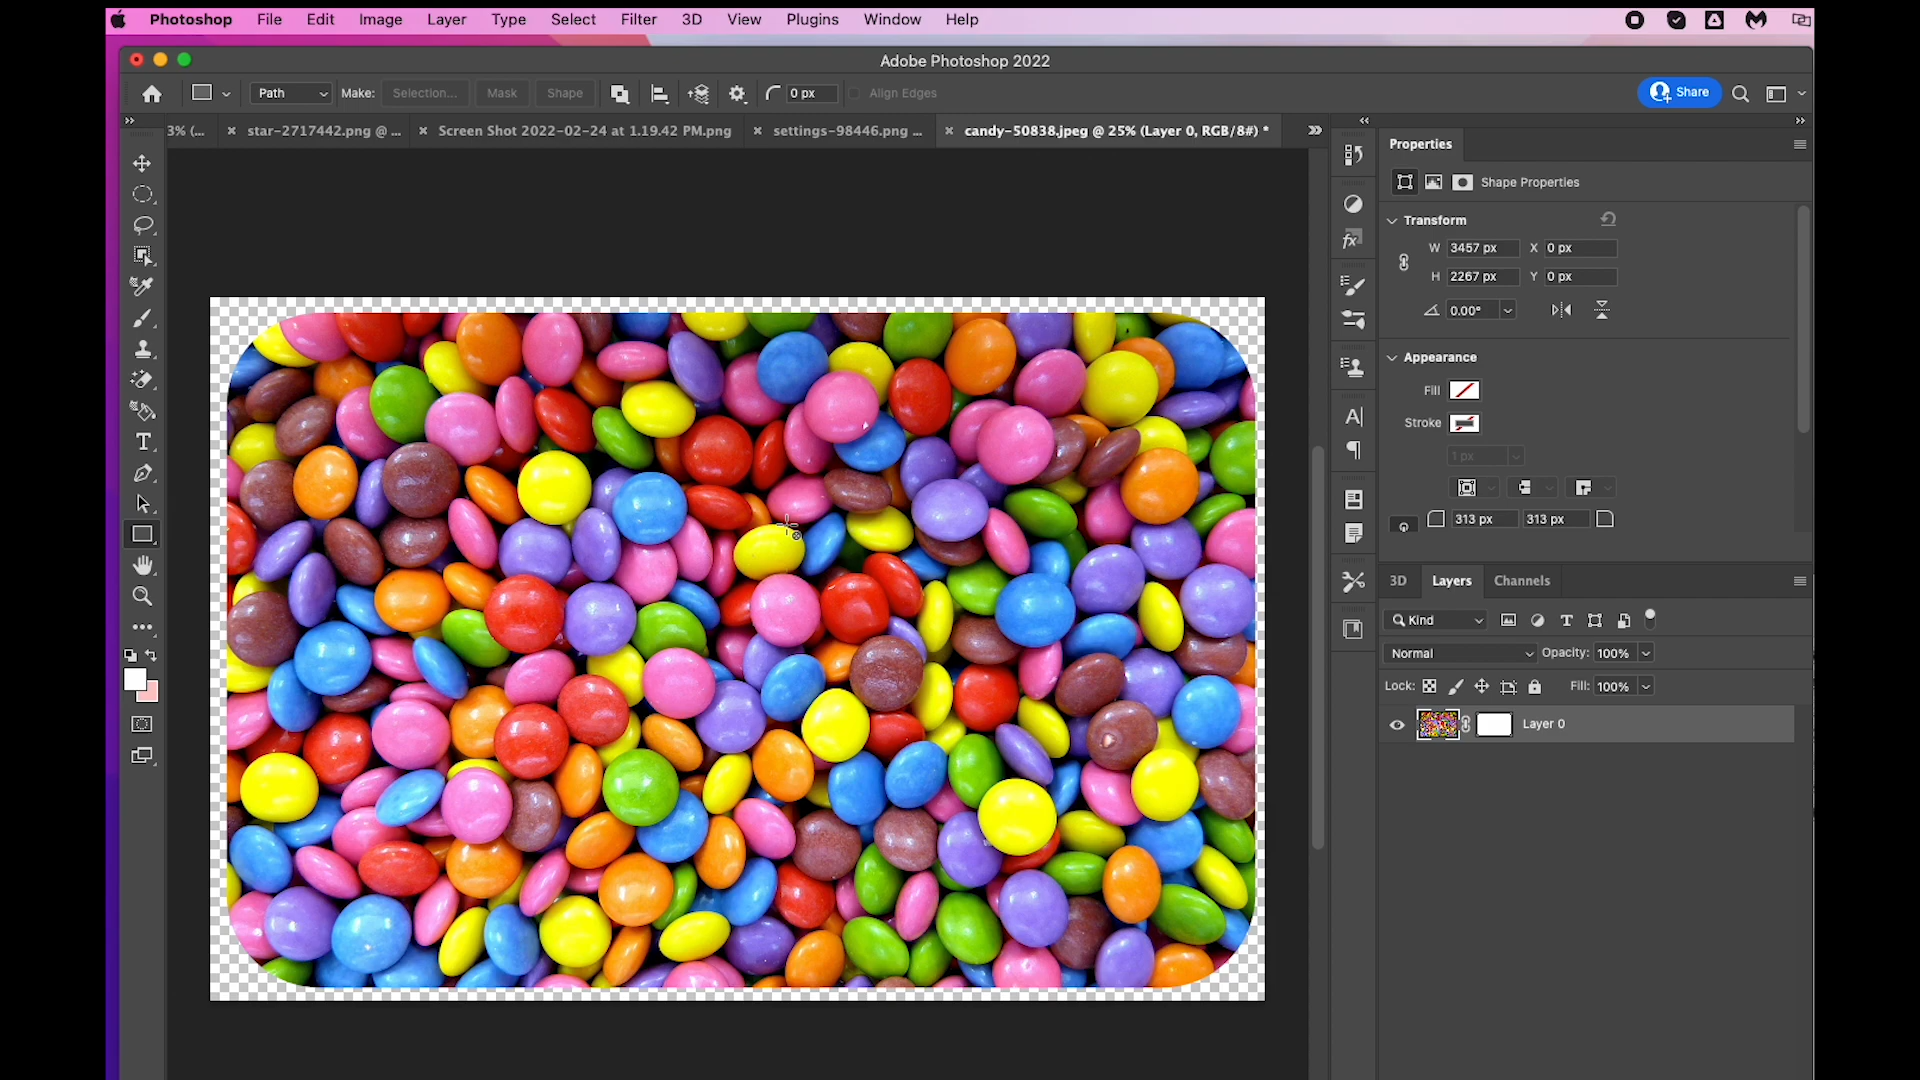 Photoshop File Edit Image Layer Type Select Filter 3D View Plugins Window Help
Adobe Photoshop 2022
Path Make: Selection... Mask Shape 0 px Align Edges Share
3% (... star-2717442.png @ ... Screen Shot 2022-02-24 at 1.19.42 PM.png settings-98446.png ... candy-50838.jpeg @ 25% (Layer 0, RGB/8#) *
Properties
Shape Properties
Transform
W 3457 px X 0 px
H 2267 px Y 0 px
0.00°
Appearance
Fill
Stroke
1 px
313 px 313 px
3D Layers Channels
Kind
Normal Opacity: 100%
Lock: Fill: 100%
Layer 0